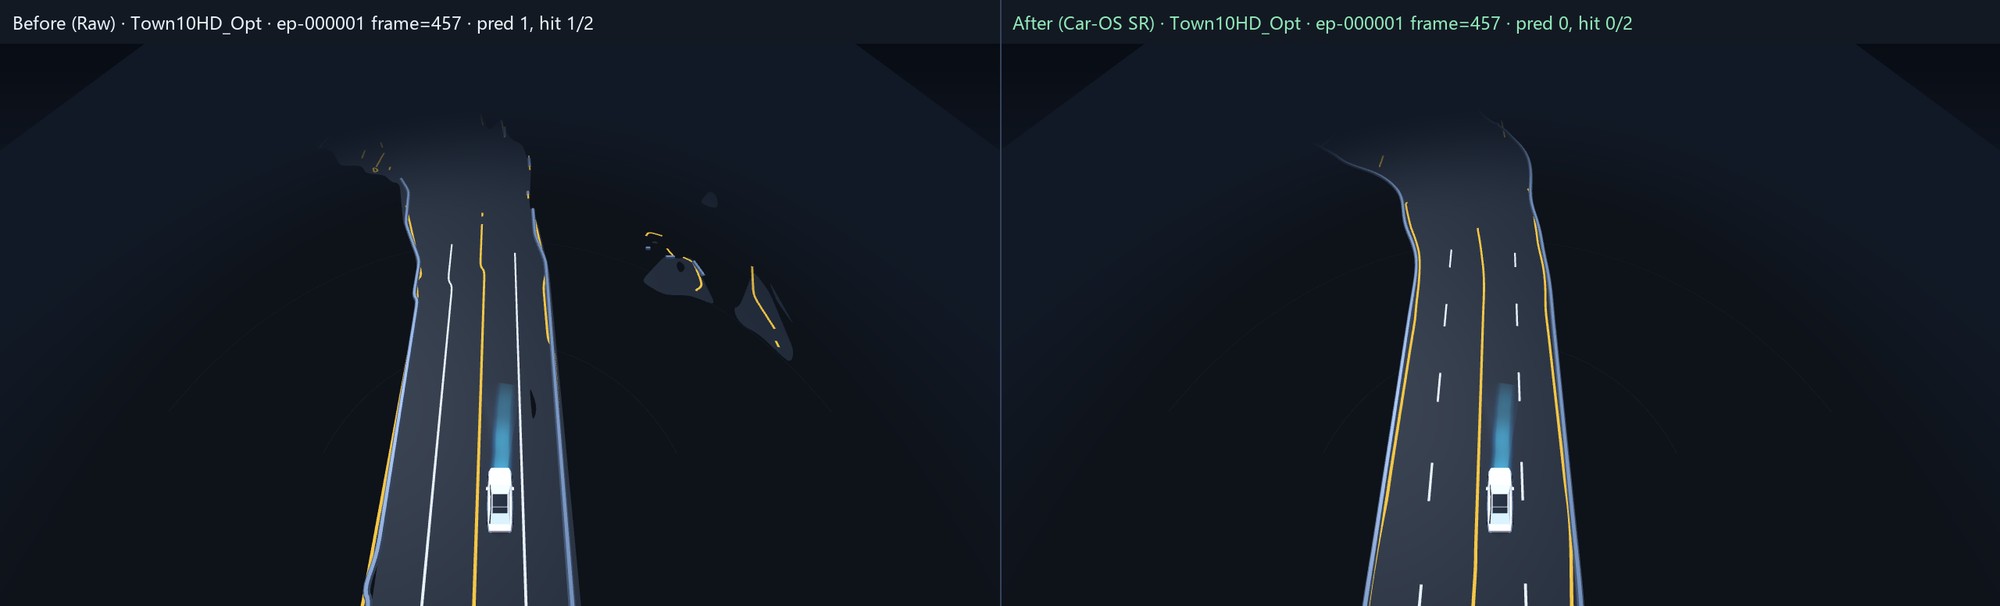 Before (Raw) · Town10HD_Opt · ep-000001 frame=457 · pred 1, hit 1/2
After (Car-OS SR) · Town10HD_Opt · ep-000001 frame=457 · pred 0, hit 0/2